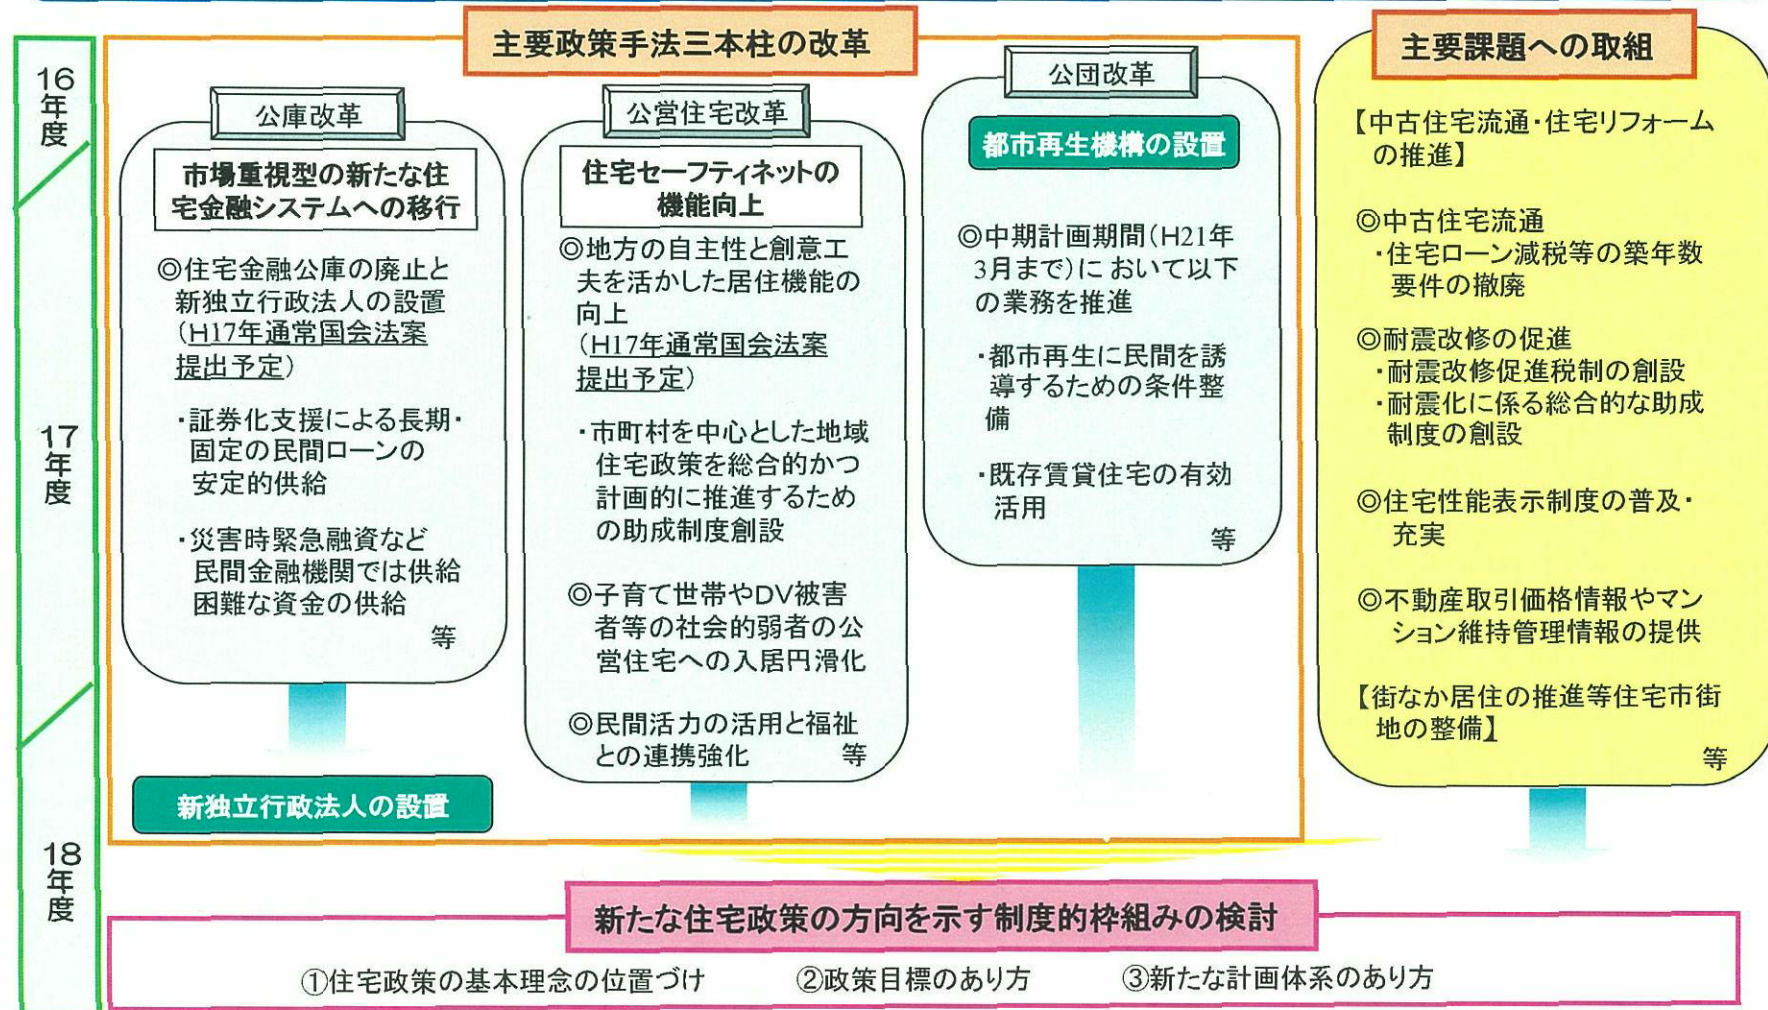 16年度
17年度
18年度
主要政策手法三本柱の改革
公庫改革
市場重視型の新たな住
宅金融システムへの移行
◎住宅金融公庫の廃止と
新独立行政法人の設置
（H17年通常国会法案
提出予定）
・証券化支援による長期・
固定の民間ローンの
安定的供給
・災害時緊急融資など
民間金融機関では供給
困難な資金の供給
等
新独立行政法人の設置
公営住宅改革
住宅セーフティネットの
機能向上
◎地方の自主性と創意工
夫を活かした居住機能の
向上
（H17年通常国会法案
提出予定）
・市町村を中心とした地域
住宅政策を総合的かつ
計画的に推進するため
の助成制度創設
◎子育て世帯やDV被害
者等の社会的弱者の公
営住宅への入居円滑化
◎民間活力の活用と福祉
との連携強化 等
公団改革
都市再生機構の設置
◎中期計画期間（H21年
3月まで）に おいて以下
の業務を推進
・都市再生に民間を誘
導するための条件整
備
・既存賃貸住宅の有効
活用
等
主要課題への取組
【中古住宅流通・住宅リフォーム
の推進】
◎中古住宅流通
・住宅ローン減税等の築年数
要件の撤廃
◎耐震改修の促進
・耐震改修促進税制の創設
・耐震化に係る総合的な助成
制度の創設
◎住宅性能表示制度の普及・
充実
◎不動産取引価格情報やマン
ション維持管理情報の提供
【街なか居住の推進等住宅市街
地の整備】
等
新たな住宅政策の方向を示す制度的枠組みの検討
①住宅政策の基本理念の位置づけ ②政策目標のあり方 ③新たな計画体系のあり方